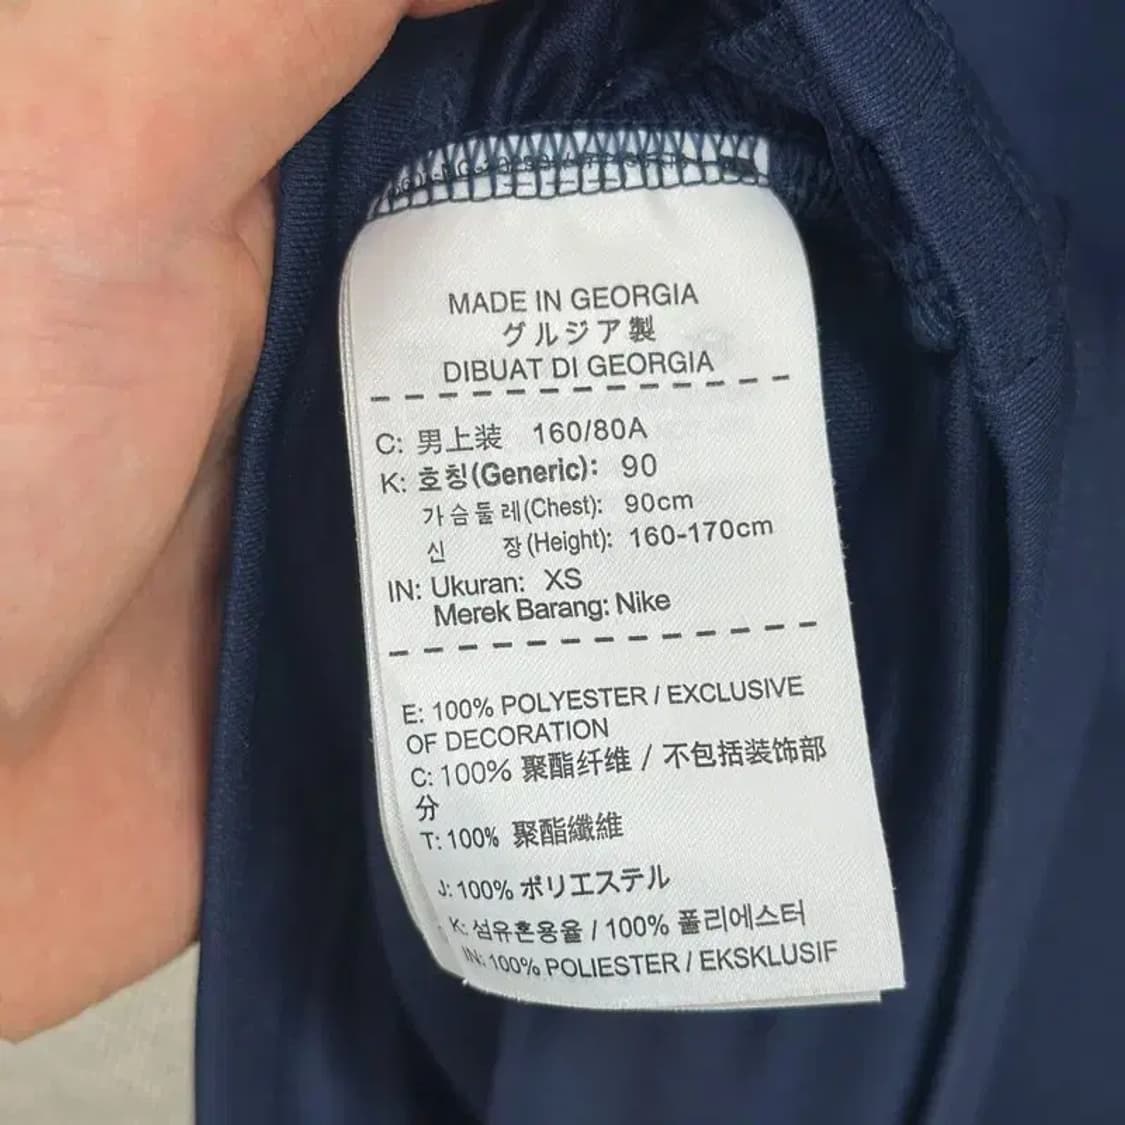 MADE IN GEORGIA
グルジア製
DIBUAT DI GEORGIA
C: 男上装 160/80A
K: 호칭(Generic): 90
가슴둘레(Chest): 90cm
신 장(Height): 160-170cm
IN: Ukuran: XS
Merek Barang: Nike
E: 100% POLYESTER / EXCLUSIVE
OF DECORATION
C: 100% 聚酯纤维 / 不包括装饰部
分
T: 100% 聚酯纖維
J: 100% ポリエステル
K: 섬유혼용율 / 100% 폴리에스터
IN: 100% POLIESTER / EKSKLUSIF